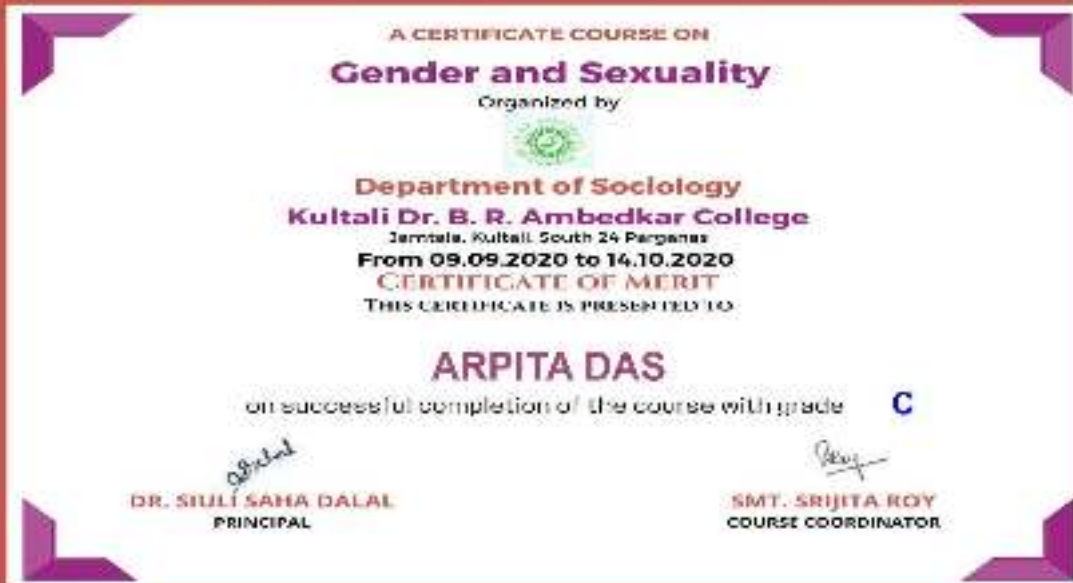 A CERTIFICATE COURSE ON
Gender and Sexuality
Organized by
Department of Sociology
Kultali Dr. B. R. Ambedkar College
Jamtala, Kultali, South 24 Parganas
From 09.09.2020 to 14.10.2020
CERTIFICATE OF MERIT
THIS CERTIFICATE IS PRESENTED TO
ARPITA DAS
on successful completion of the course with grade C
DR. SIULI SAHA DALAL
PRINCIPAL
SMT. SRIJITA ROY
COURSE COORDINATOR